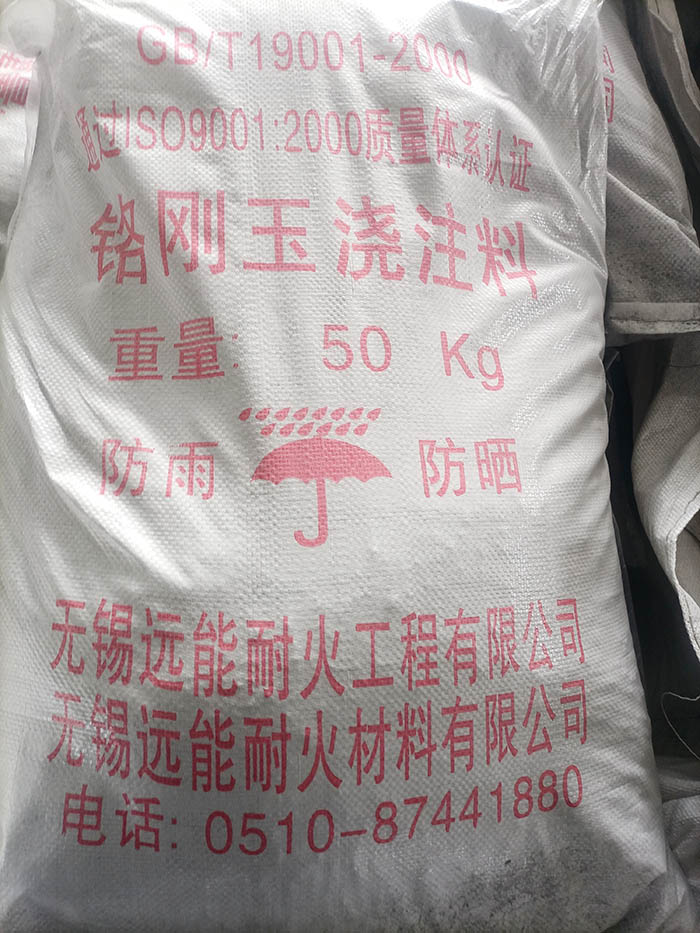 GB/T19001-2000
通过ISO9001:2000质量体系认证
铬刚玉浇注料
重量: 50 Kg
防雨 防晒
无锡远能耐火工程有限公司
无锡远能耐火材料有限公司
电话: 0510-87441880
司